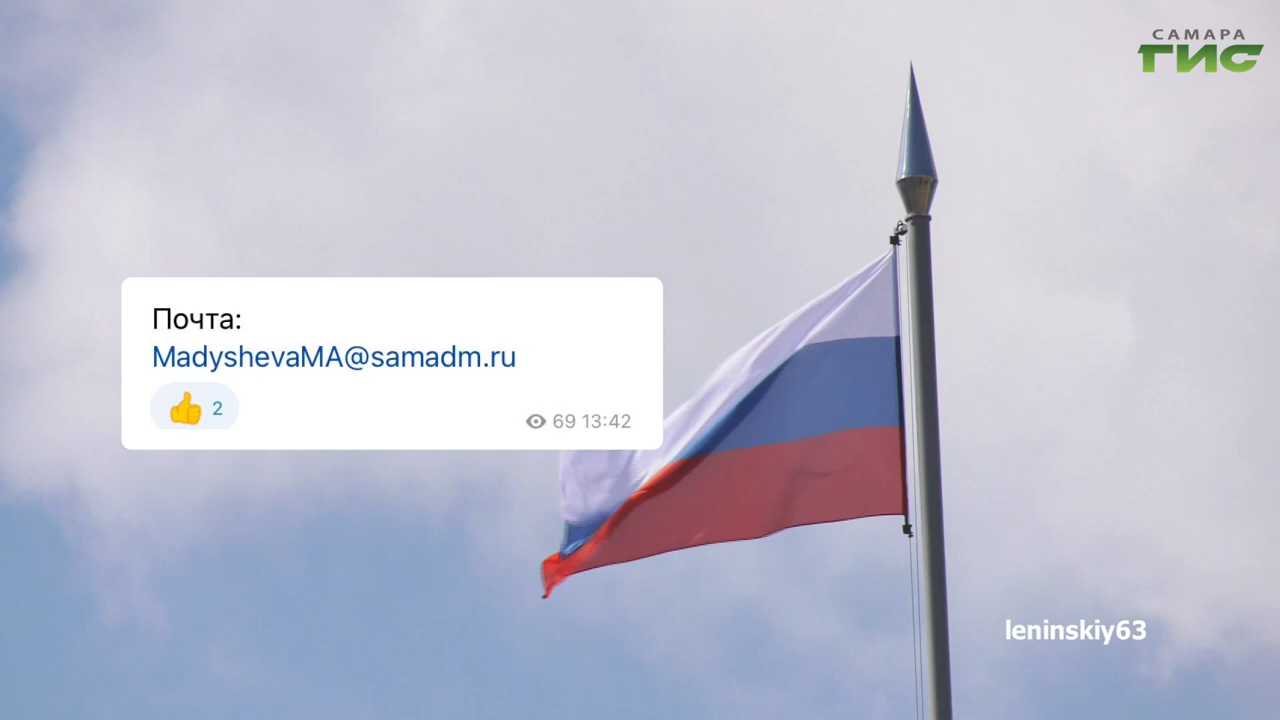 САМАРА
ГИС
Почта:
MadyshevaMA@samadm.ru
👍 2
69 13:42
leninskiy63